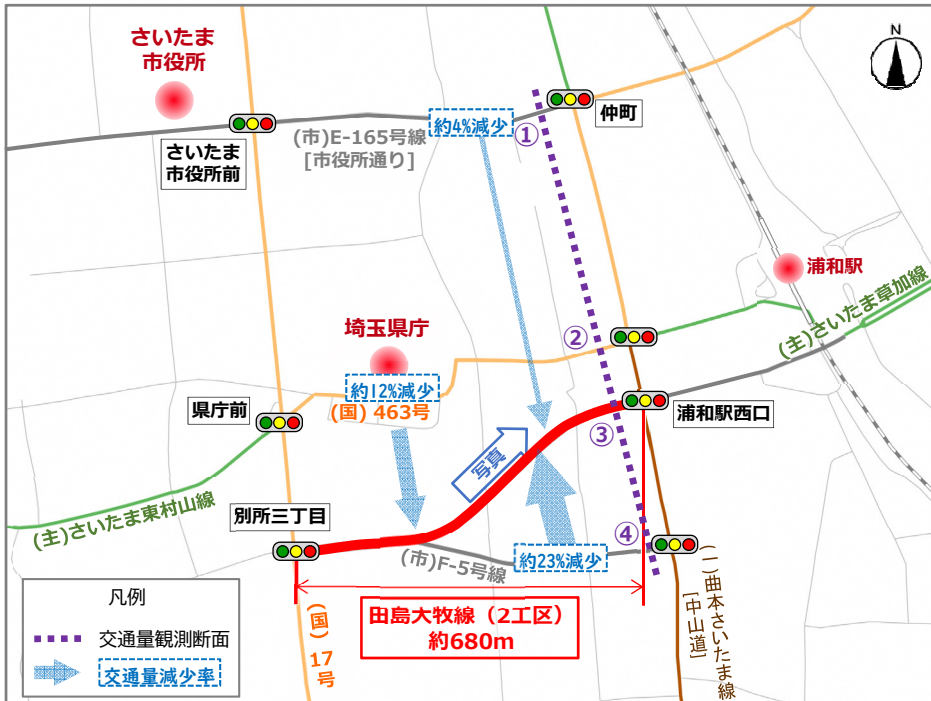 さいたま
市役所
N
仲町
約4%減少
①
(市)E-165号線
[市役所通り]
さいたま
市役所前
浦和駅
(主)さいたま草加線
②
埼玉県庁
約12%減少
(国) 463号
県庁前
浦和駅西口
③
写真
(主)さいたま東村山線
別所三丁目
④
(市)F-5号線
約23%減少
(一)曲本さいたま線
[中山道]
田島大牧線（2工区）
約680m
(国) 17号
凡例
交通量観測断面
交通量減少率